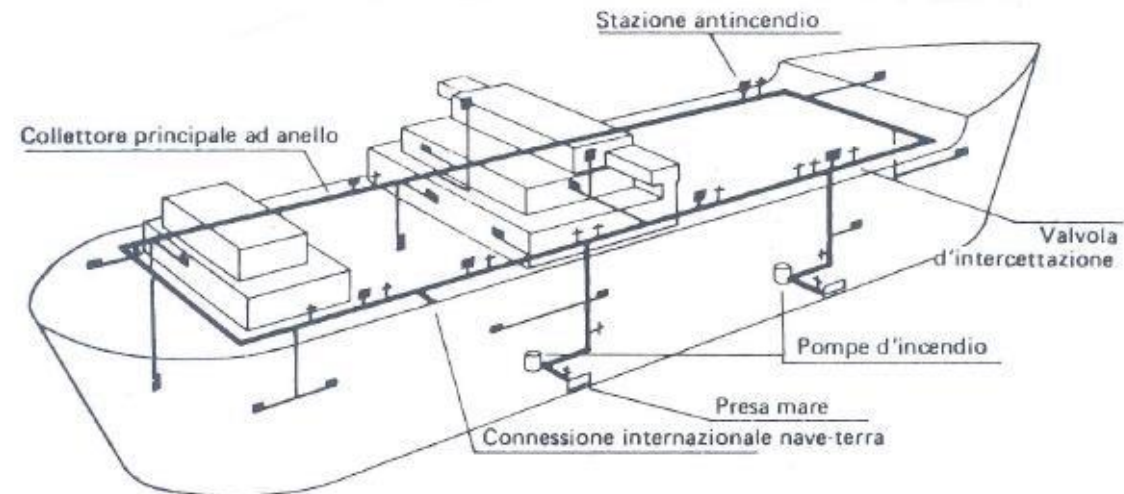 Stazione antincendio
Collettore principale ad anello
Valvola
d'intercettazione
Pompe d'incendio
Presa mare
Connessione internazionale nave-terra